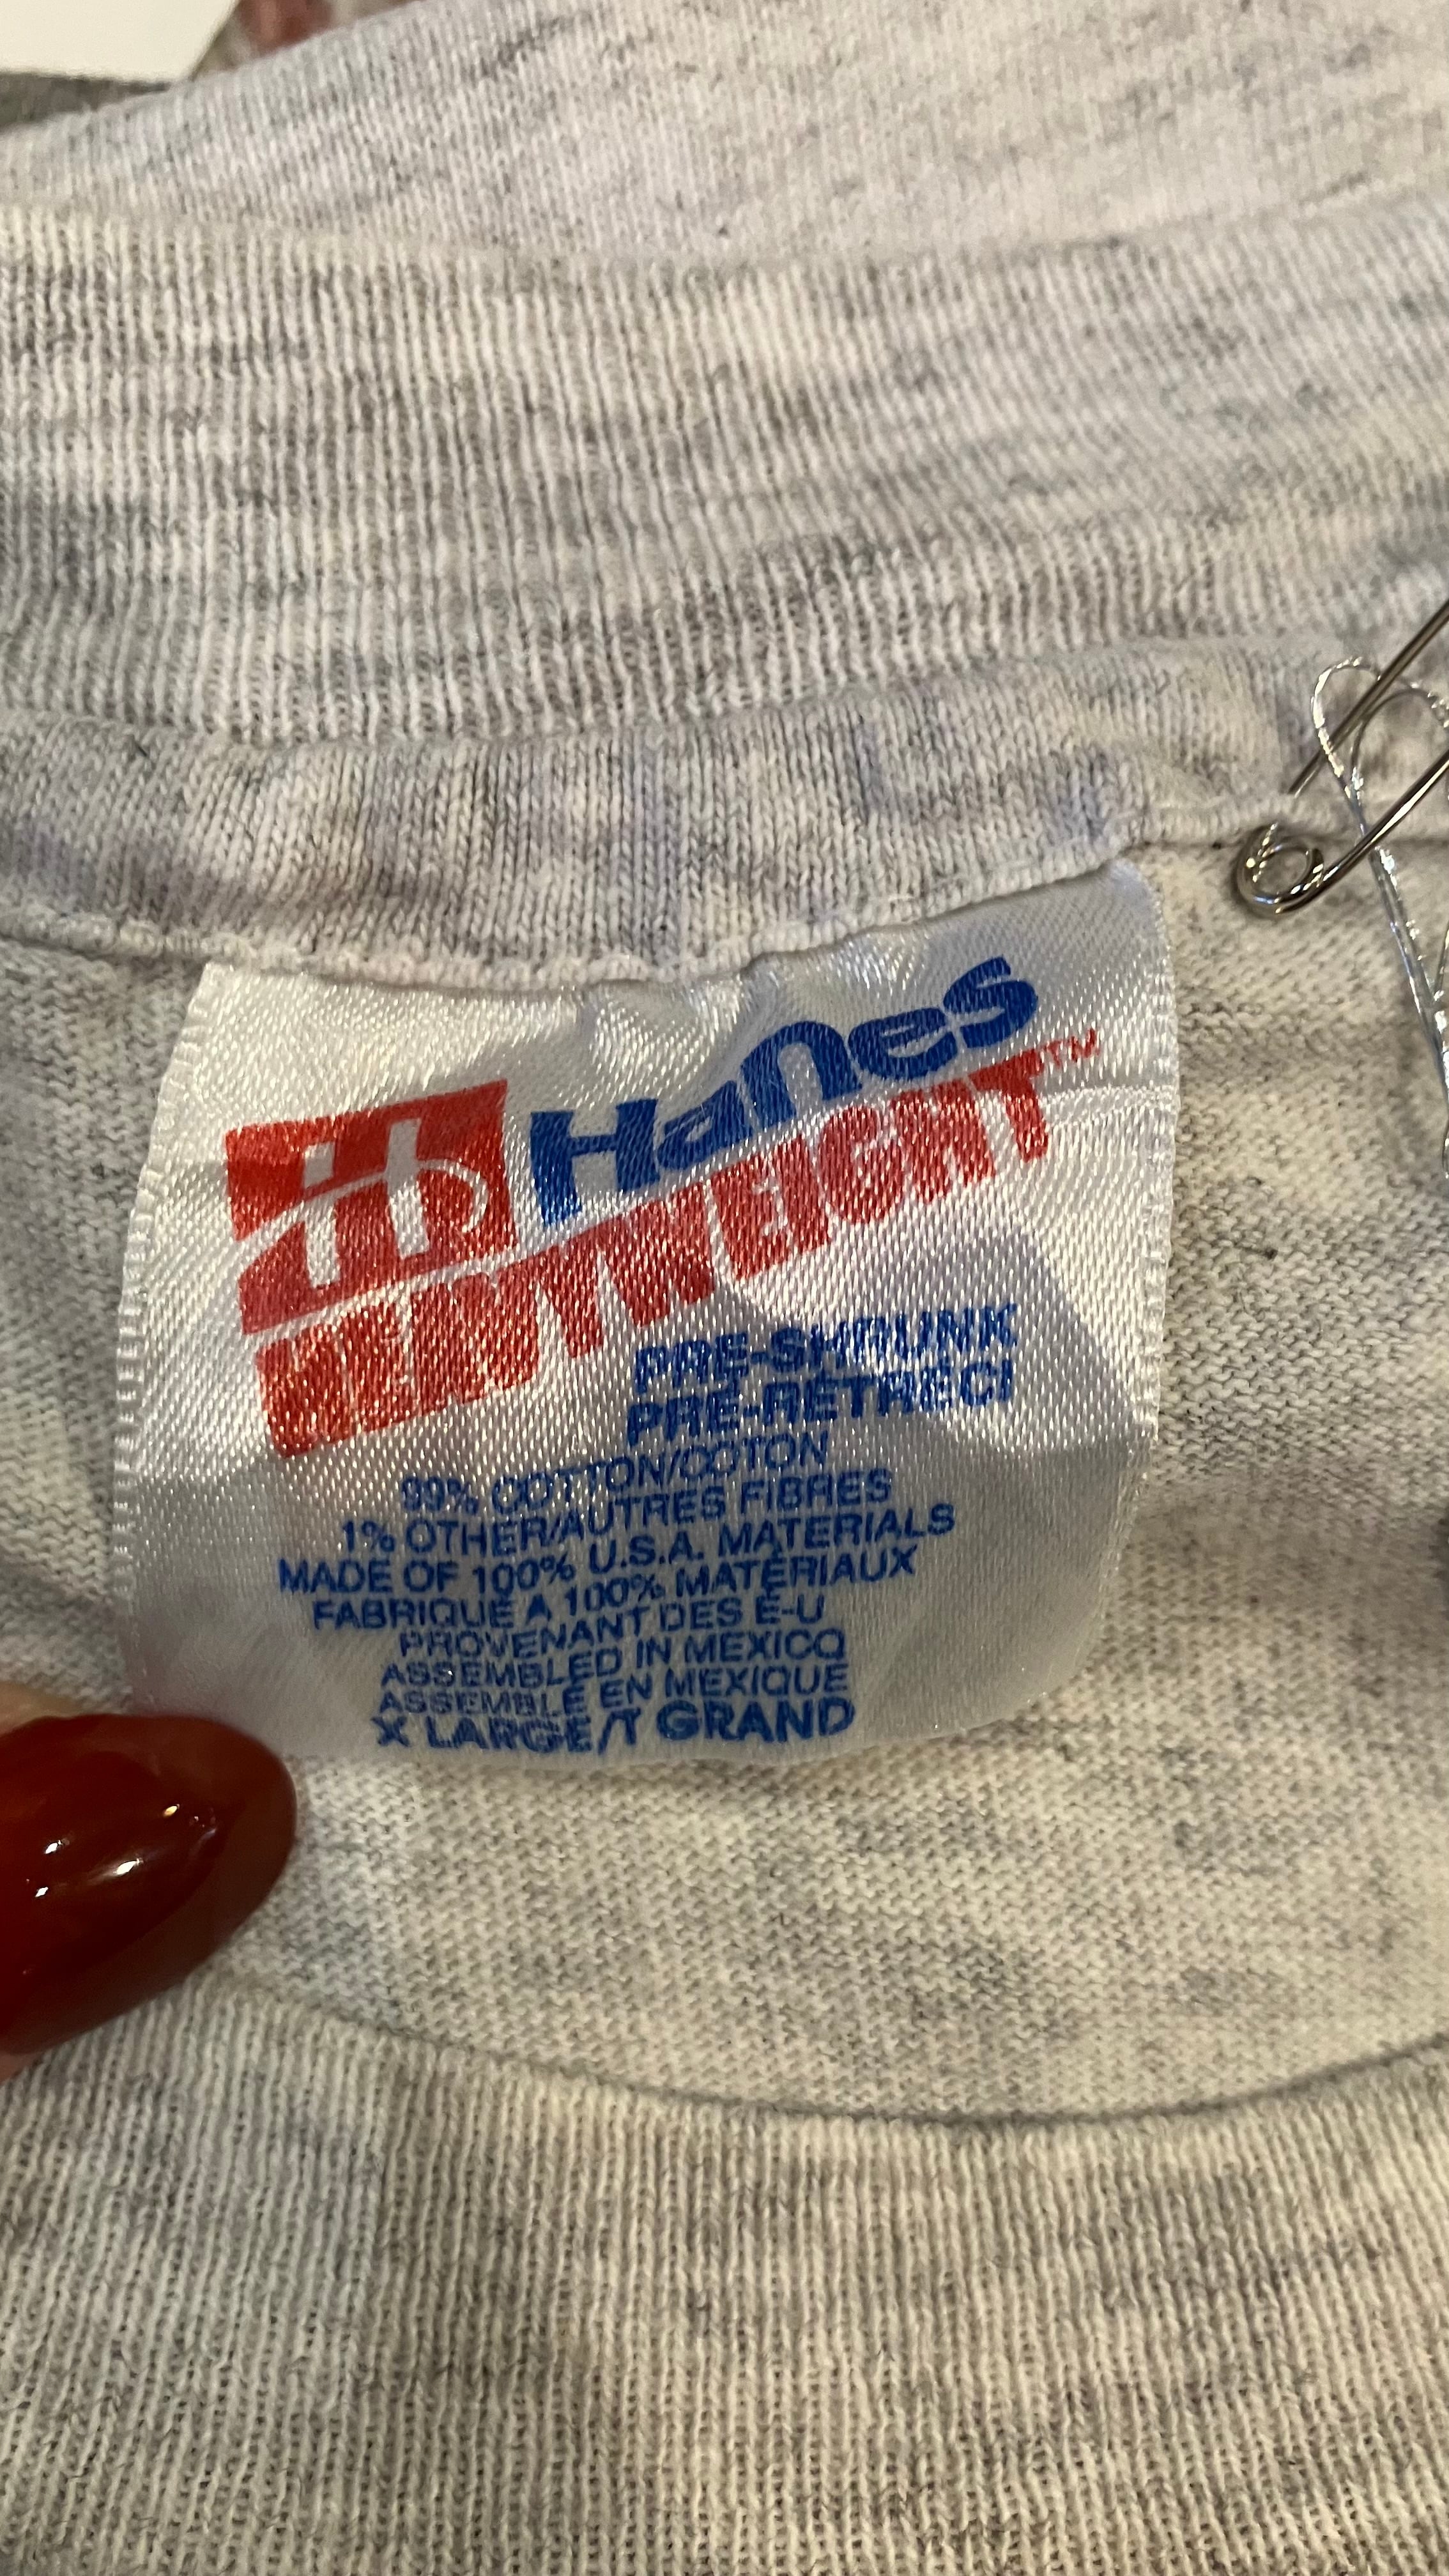 Hanes
HEAVYWEIGHT™
PRE-SHRUNK
PRÉ-RÉTRÉCI
99% COTTON/COTON
1% OTHER/AUTRES FIBRES
MADE OF 100% U.S.A. MATERIALS
FABRIQUÉ A 100% MATÉRIAUX
PROVENANT DES É-U
ASSEMBLED IN MEXICO
ASSEMBLÉ EN MEXIQUE
X LARGE/T GRAND